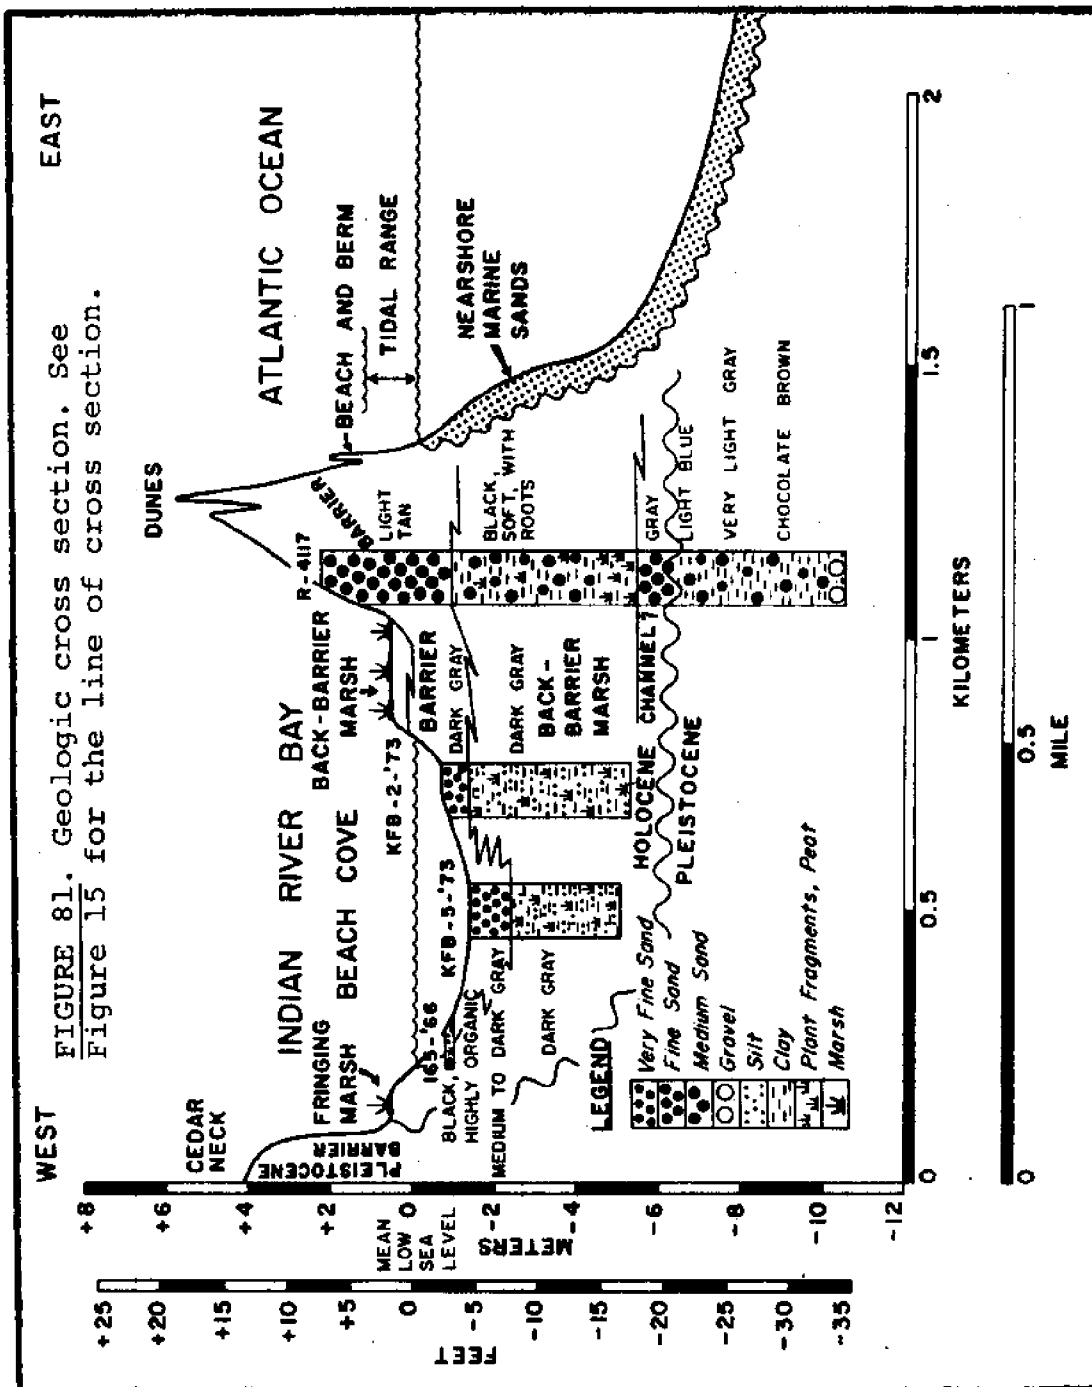 FIGURE 81. Geologic cross section. See
Figure 15 for the line of cross section.
WEST
EAST
CEDAR
NECK
DUNES
INDIAN RIVER BAY
ATLANTIC OCEAN
FRINGING
MARSH
BEACH COVE
BACK-BARRIER
MARSH
R-4117
BARRIER
BEACH AND BERM
TIDAL RANGE
PLEISTOCENE
BARRIER
165-'66
KFB-5-'73
KFB-2-'73
BARRIER
LIGHT
TAN
BLACK,
HIGHLY ORGANIC
MEDIUM TO DARK GRAY
DARK GRAY
DARK GRAY
DARK GRAY
BACK-
BARRIER
MARSH
BLACK,
SOFT, WITH
ROOTS
NEARSHORE
MARINE
SANDS
HOLOCENE CHANNEL?
PLEISTOCENE
GRAY
LIGHT BLUE
VERY LIGHT GRAY
CHOCOLATE BROWN
LEGEND
Very Fine Sand
Fine Sand
Medium Sand
Gravel
Silt
Clay
Plant Fragments, Peat
Marsh
+25
+20
+15
+10
+5
0
-5
-10
-15
-20
-25
-30
-35
FEET
+8
+6
+4
+2
0
-2
-4
-6
-8
-10
-12
METERS
MEAN
LOW
SEA
LEVEL
0
0.5
1
1.5
2
KILOMETERS
0
0.5
1
MILE